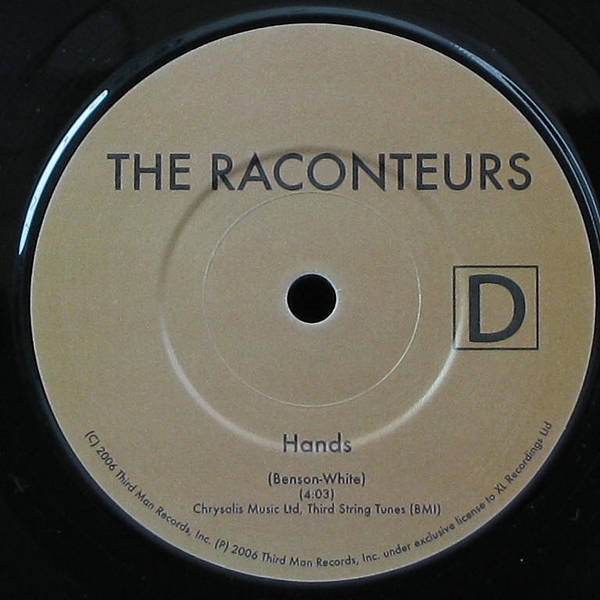 THE RACONTEURS
D
Hands
(Benson-White)
(4:03)
Chrysalis Music Ltd, Third String Tunes (BMI)
(C) 2006 Third Man Records, Inc. (P) 2006 Third Man Records, Inc. under exclusive license to XL Recordings Ltd